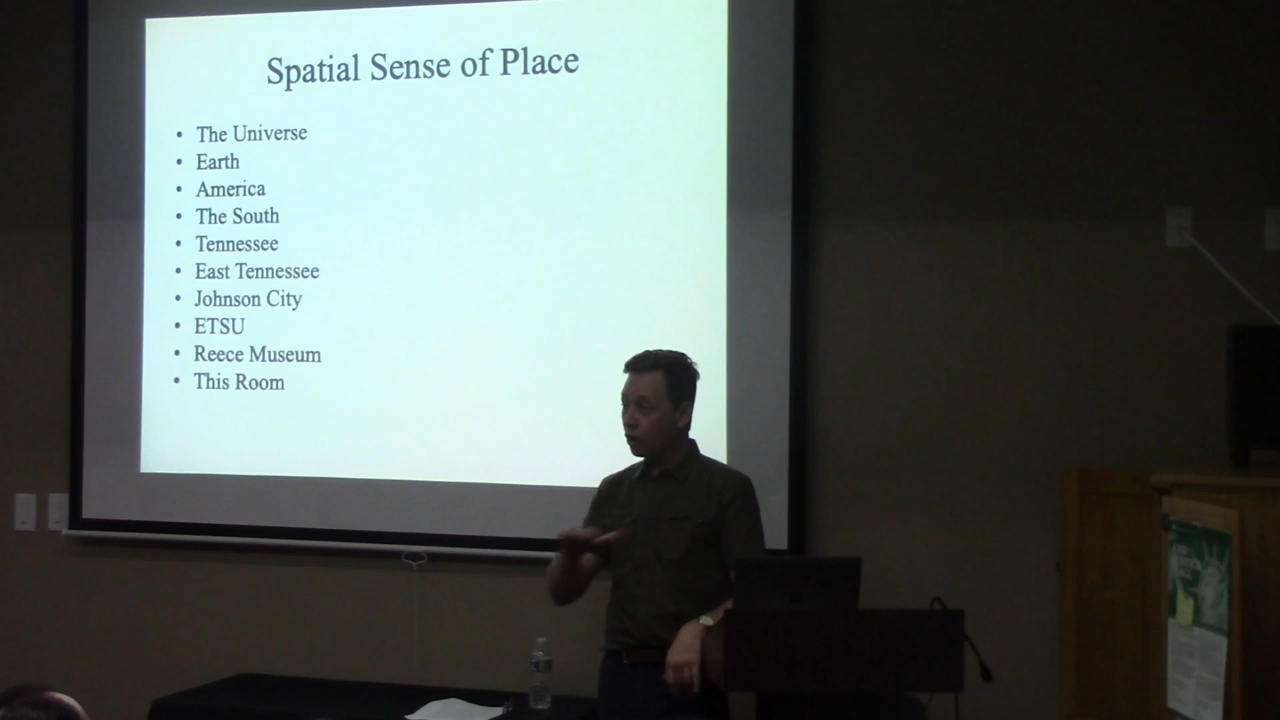 Spatial Sense of Place
• The Universe
• Earth
• America
• The South
• Tennessee
• East Tennessee
• Johnson City
• ETSU
• Reece Museum
• This Room